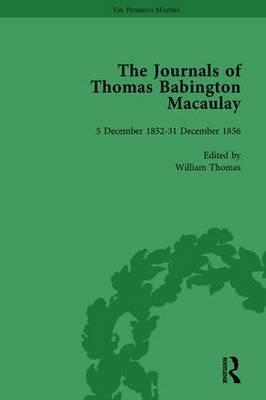 THE PICKERING MASTERS
The Journals of
Thomas Babington
Macaulay
5 December 1852-31 December 1856
Edited by
William Thomas
R
ROUTLEDGE